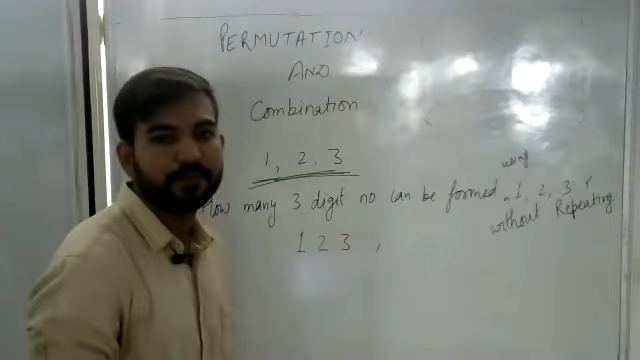 PERMUTATION
AND
Combination
1, 2, 3
How many 3 digit no can be formed using 1, 2, 3 ?
without Repeating
1 2 3 ,